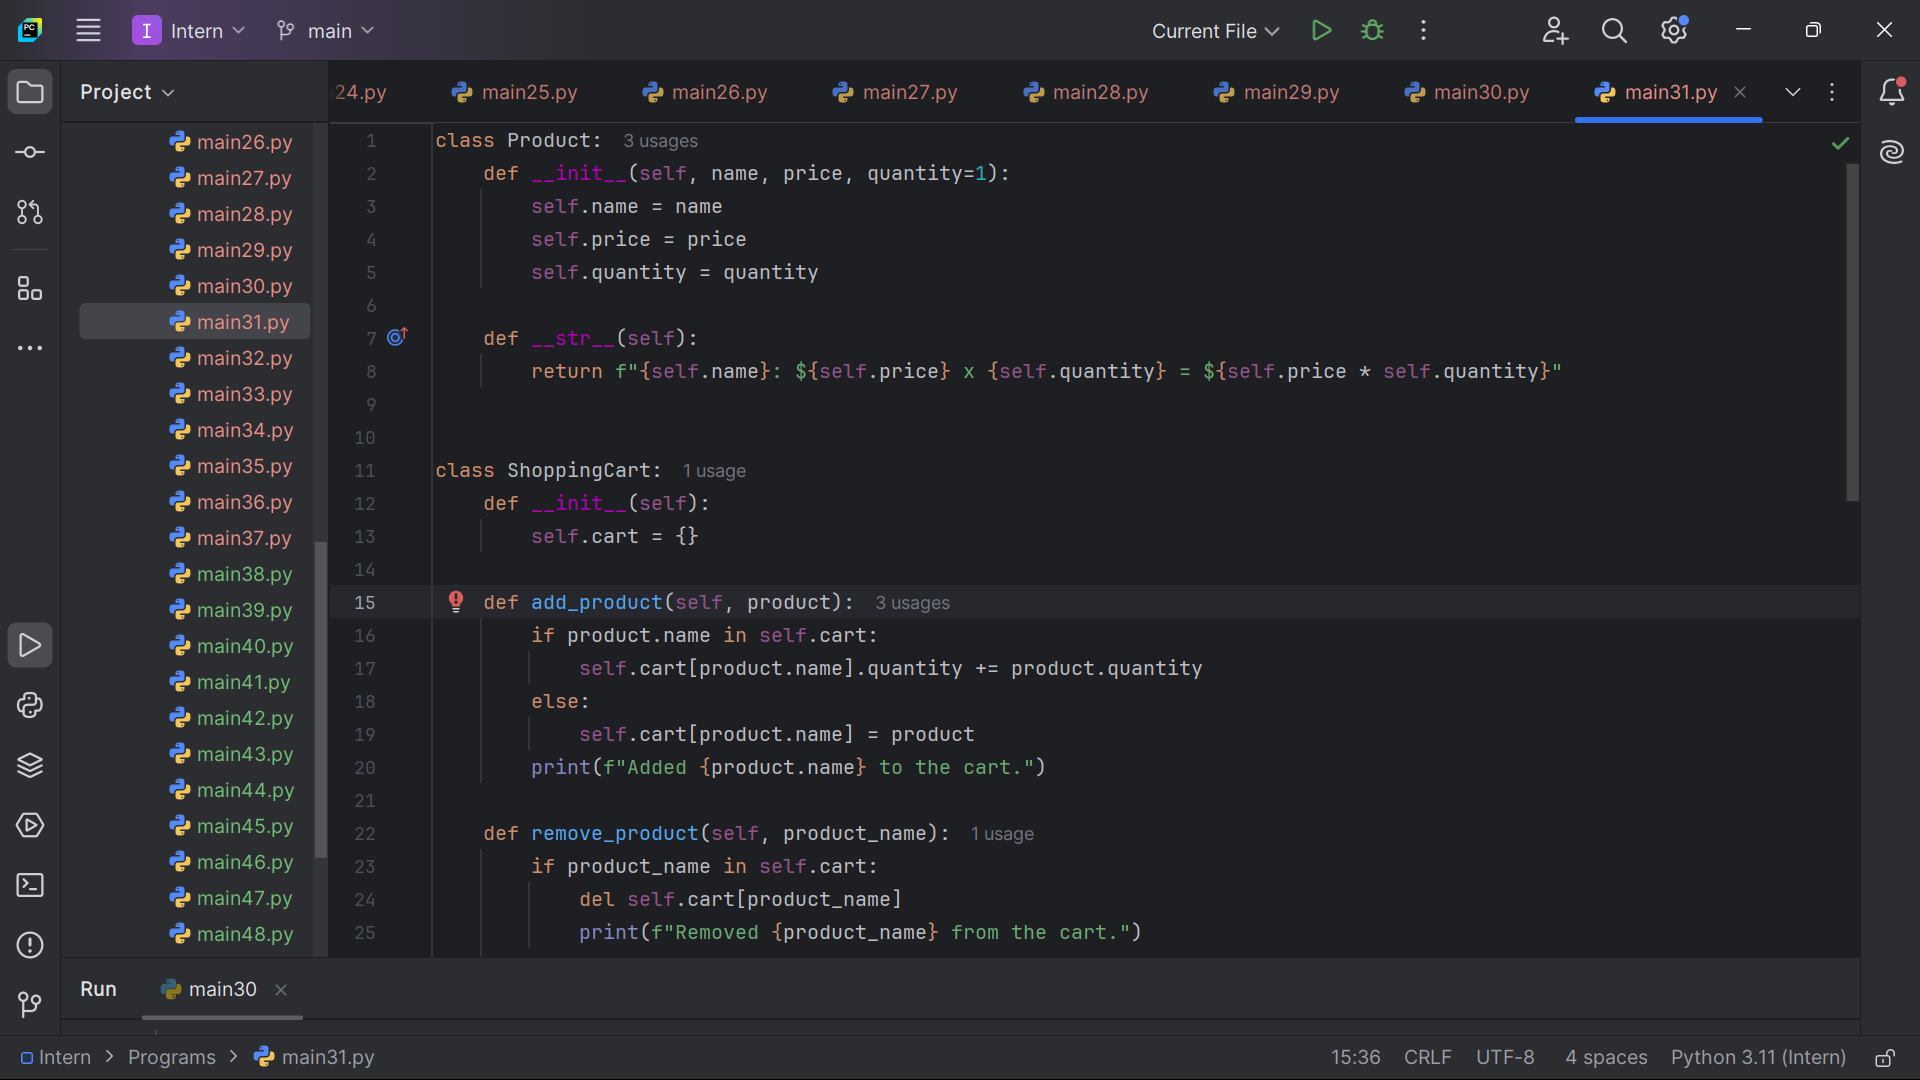 PC
I Intern main Current File
Project
24.py main25.py main26.py main27.py main28.py main29.py main30.py main31.py
main26.py
main27.py
main28.py
main29.py
main30.py
main31.py
main32.py
main33.py
main34.py
main35.py
main36.py
main37.py
main38.py
main39.py
main40.py
main41.py
main42.py
main43.py
main44.py
main45.py
main46.py
main47.py
main48.py
1 class Product: 3 usages
2     def __init__(self, name, price, quantity=1):
3         self.name = name
4         self.price = price
5         self.quantity = quantity
6
7     def __str__(self):
8         return f"{self.name}: ${self.price} x {self.quantity} = ${self.price * self.quantity}"
9
10
11 class ShoppingCart: 1 usage
12     def __init__(self):
13         self.cart = {}
14
15     def add_product(self, product): 3 usages
16         if product.name in self.cart:
17             self.cart[product.name].quantity += product.quantity
18         else:
19             self.cart[product.name] = product
20         print(f"Added {product.name} to the cart.")
21
22     def remove_product(self, product_name): 1 usage
23         if product_name in self.cart:
24             del self.cart[product_name]
25             print(f"Removed {product_name} from the cart.")
Run main30
Intern > Programs > main31.py 15:36 CRLF UTF-8 4 spaces Python 3.11 (Intern)